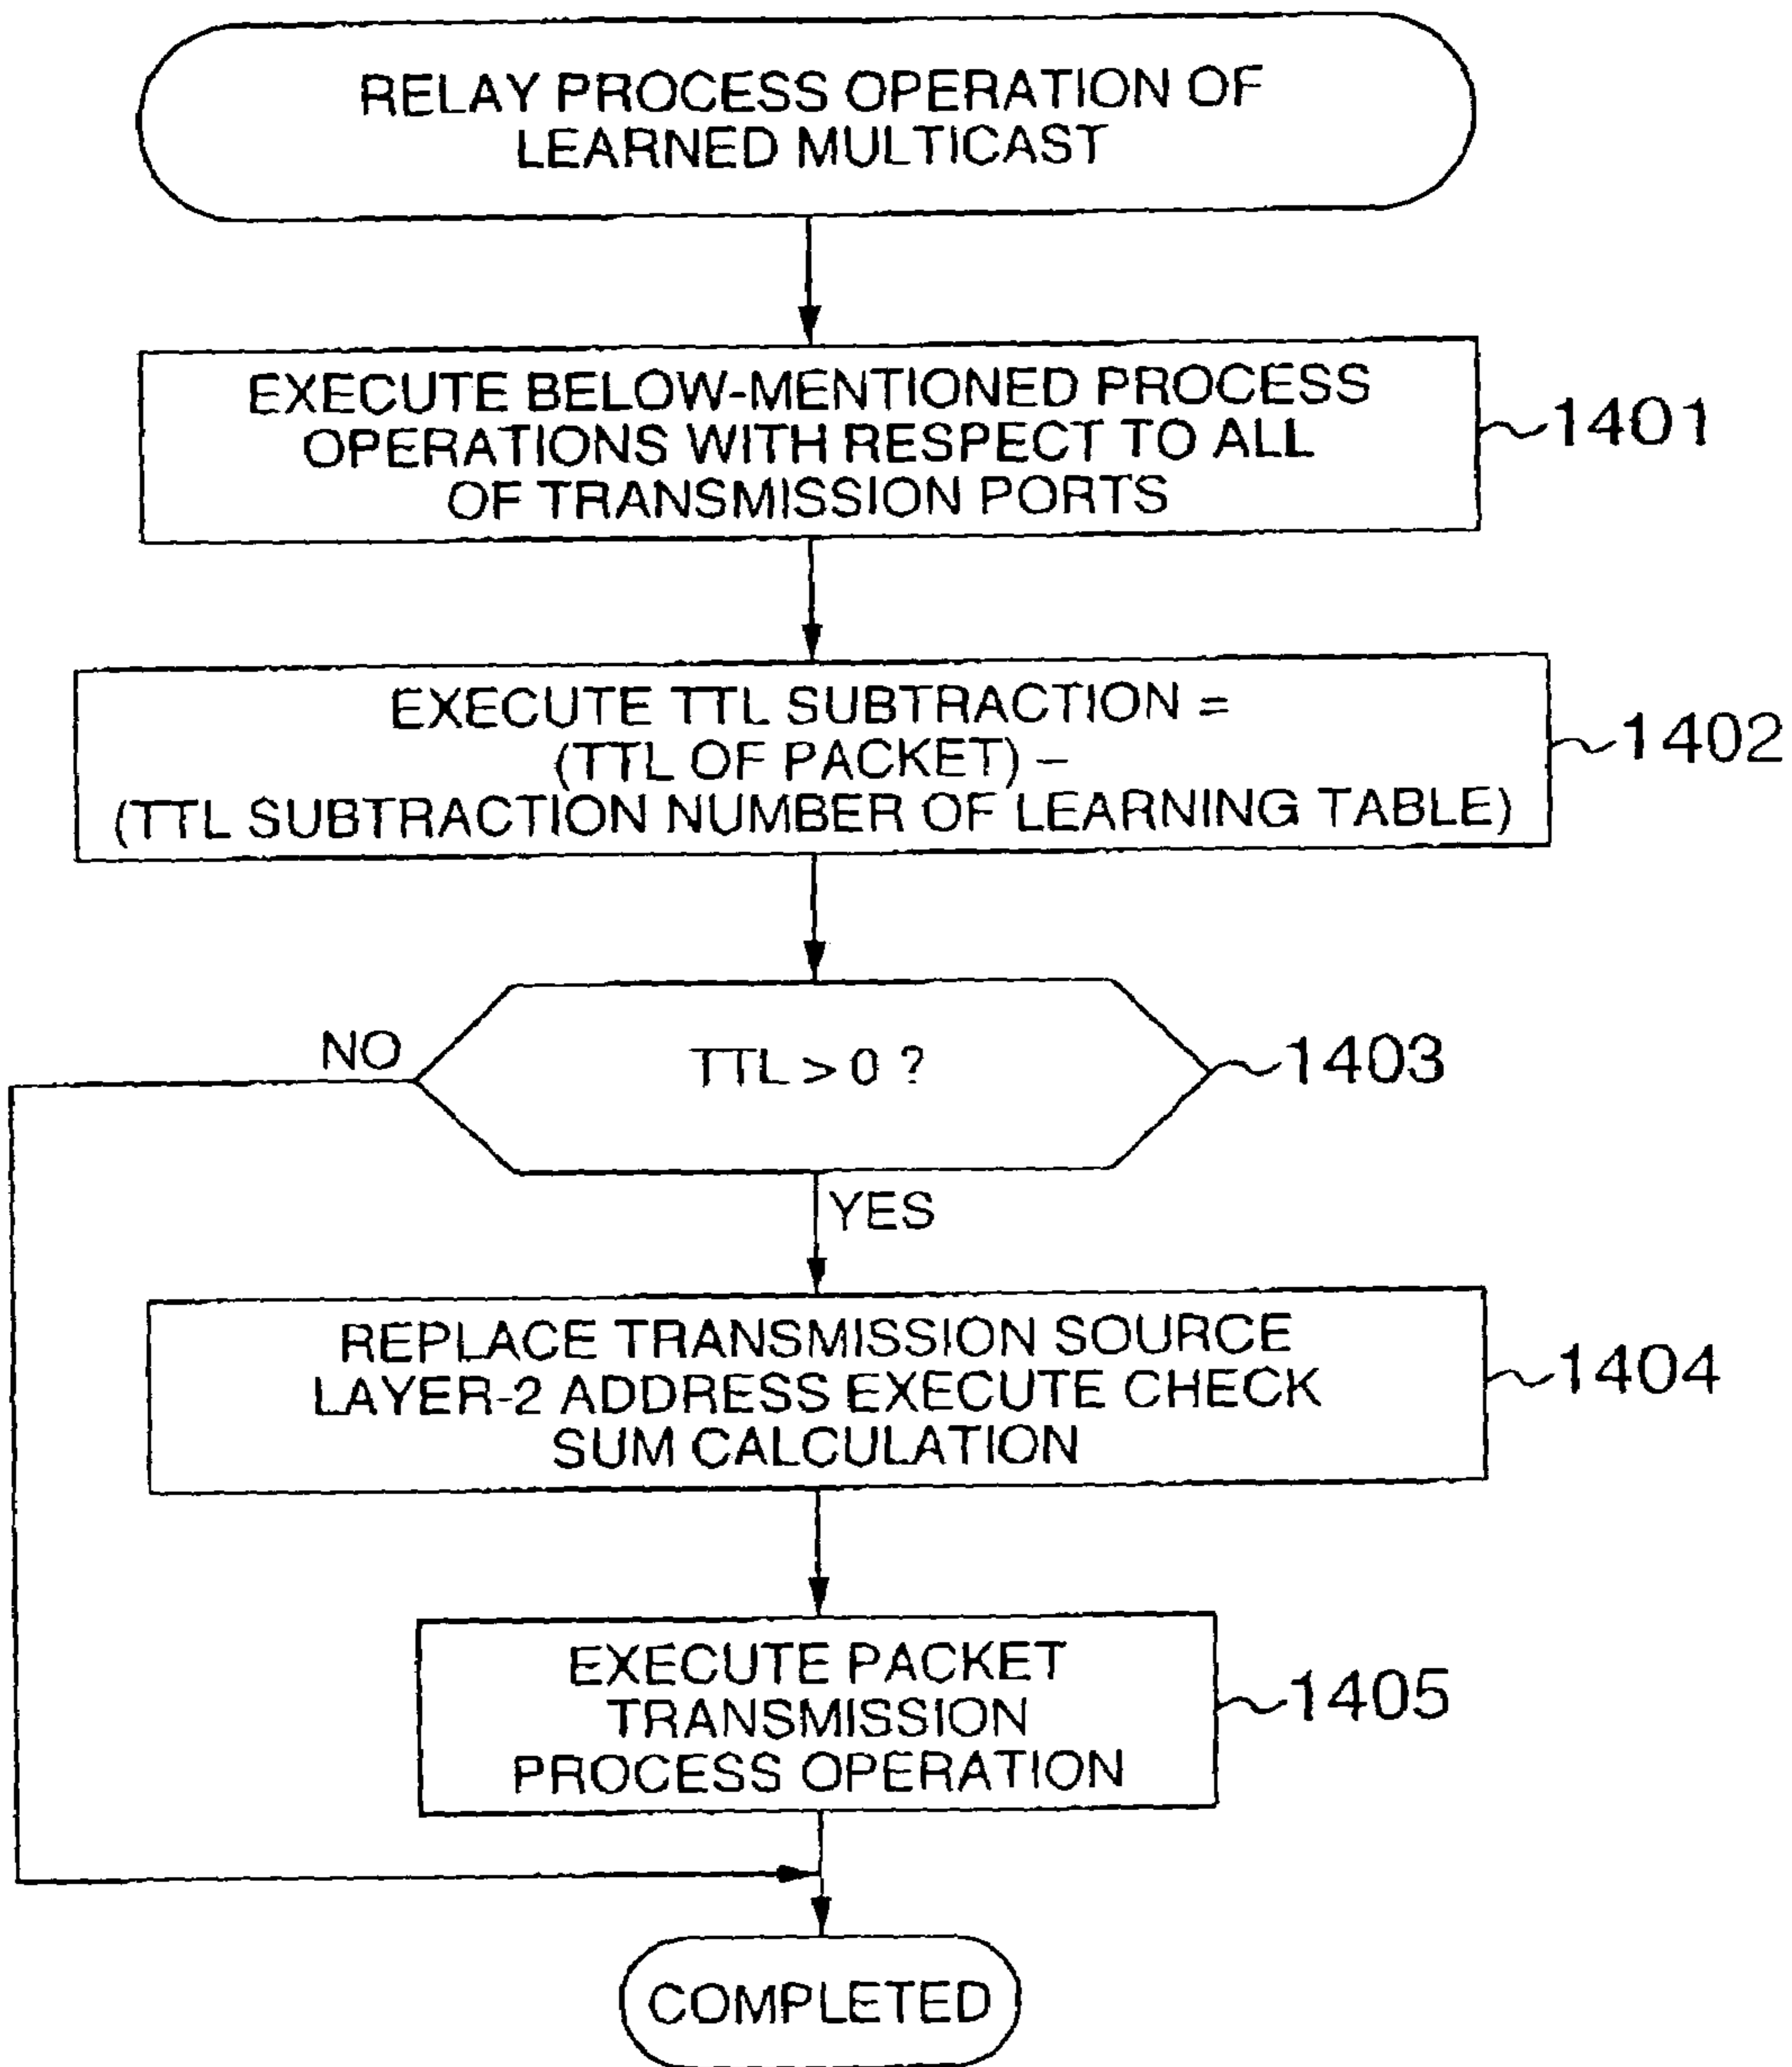 RELAY PROCESS OPERATION OF
LEARNED MULTICAST
EXECUTE BELOW-MENTIONED PROCESS
OPERATIONS WITH RESPECT TO ALL
OF TRANSMISSION PORTS
1401
EXECUTE TTL SUBTRACTION =
(TTL OF PACKET) –
(TTL SUBTRACTION NUMBER OF LEARNING TABLE)
1402
NO
TTL > 0 ?
1403
YES
REPLACE TRANSMISSION SOURCE
LAYER-2 ADDRESS EXECUTE CHECK
SUM CALCULATION
1404
EXECUTE PACKET
TRANSMISSION
PROCESS OPERATION
1405
COMPLETED